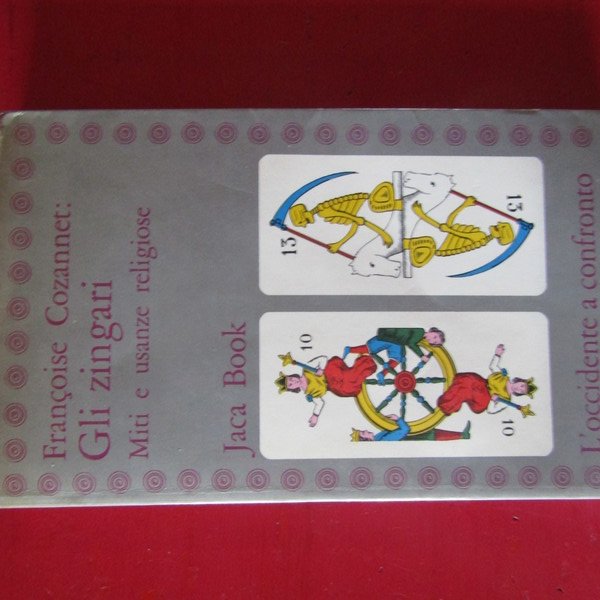 Françoise Cozannet:
Gli zingari
Miti e usanze religiose
Jaca Book
13
13
10
10
L'occidente a confronto